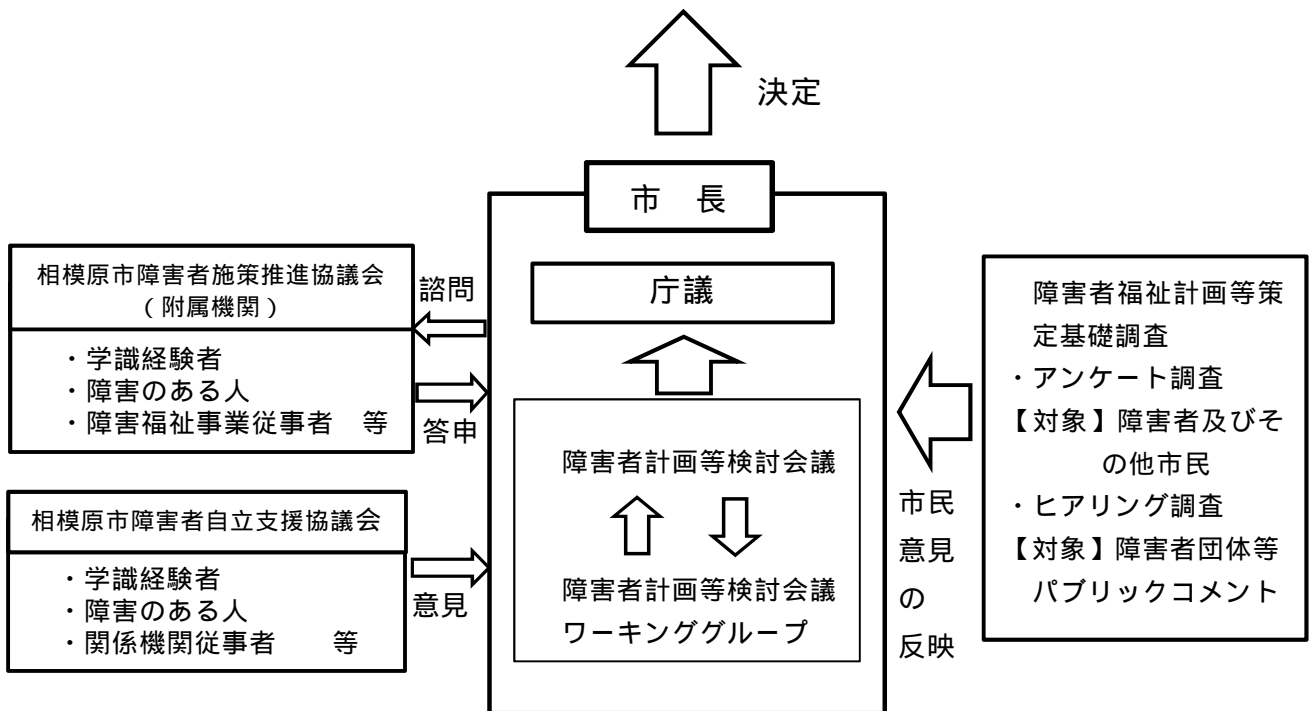 決定
市　長
庁議
障害者計画等検討会議
障害者計画等検討会議
ワーキンググループ
相模原市障害者施策推進協議会
（附属機関）
・学識経験者
・障害のある人
・障害福祉事業従事者　等
諮問
答申
相模原市障害者自立支援協議会
・学識経験者
・障害のある人
・関係機関従事者　　等
意見
市民
意見
の
反映
障害者福祉計画等策
定基礎調査
・アンケート調査
【対象】障害者及びそ
の他市民
・ヒアリング調査
【対象】障害者団体等
パブリックコメント